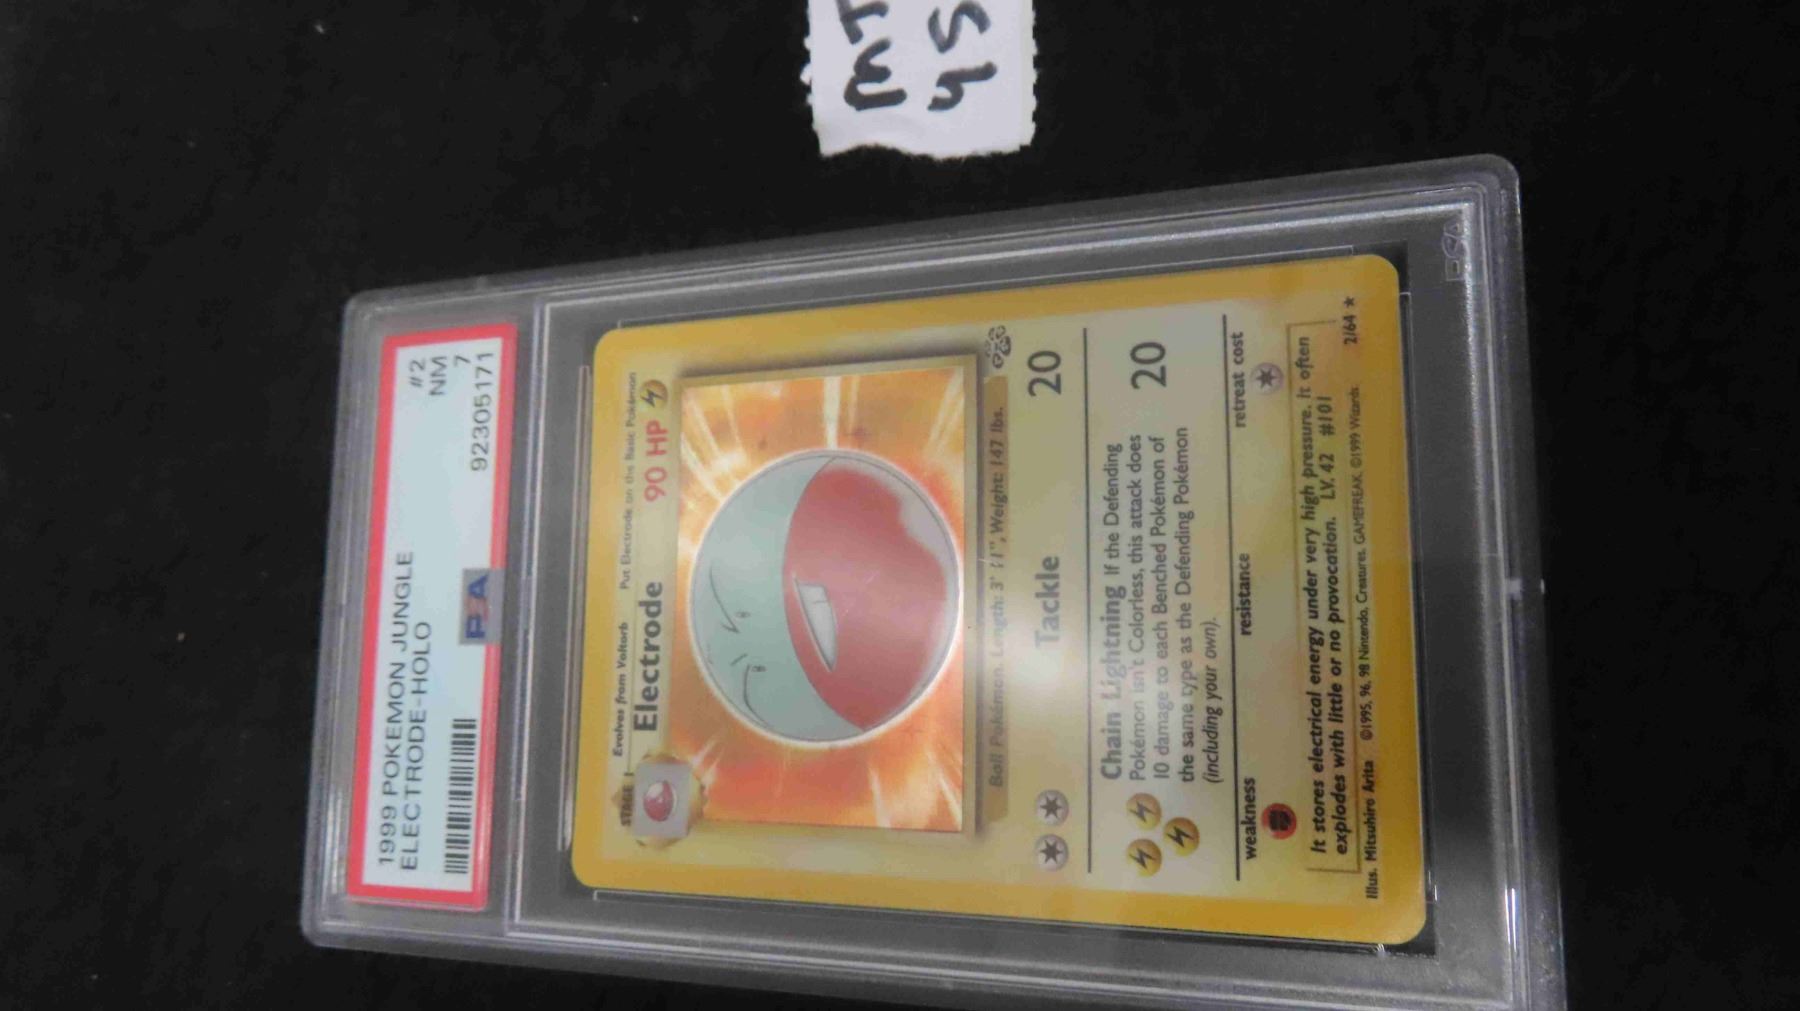 MT
45
1999 POKEMON JUNGLE #2
ELECTRODE-HOLO NM
7
PSA 92305171
STAGE 1 Evolves from Voltorb Put Electrode on the Basic Pokémon
Electrode 90 HP
Ball Pokémon. Length: 3' 11", Weight: 147 lbs.
Tackle 20
Chain Lightning If the Defending
Pokémon isn't Colorless, this attack does
10 damage to each Benched Pokémon of
the same type as the Defending Pokémon
(including your own).
20
weakness resistance retreat cost
It stores electrical energy under very high pressure. It often
explodes with little or no provocation. LV. 42 #101
Illus. Mitsuhiro Arita ©1995, 96, 98 Nintendo, Creatures, GAMEFREAK. ©1999 Wizards. 2/64 ★
PSA